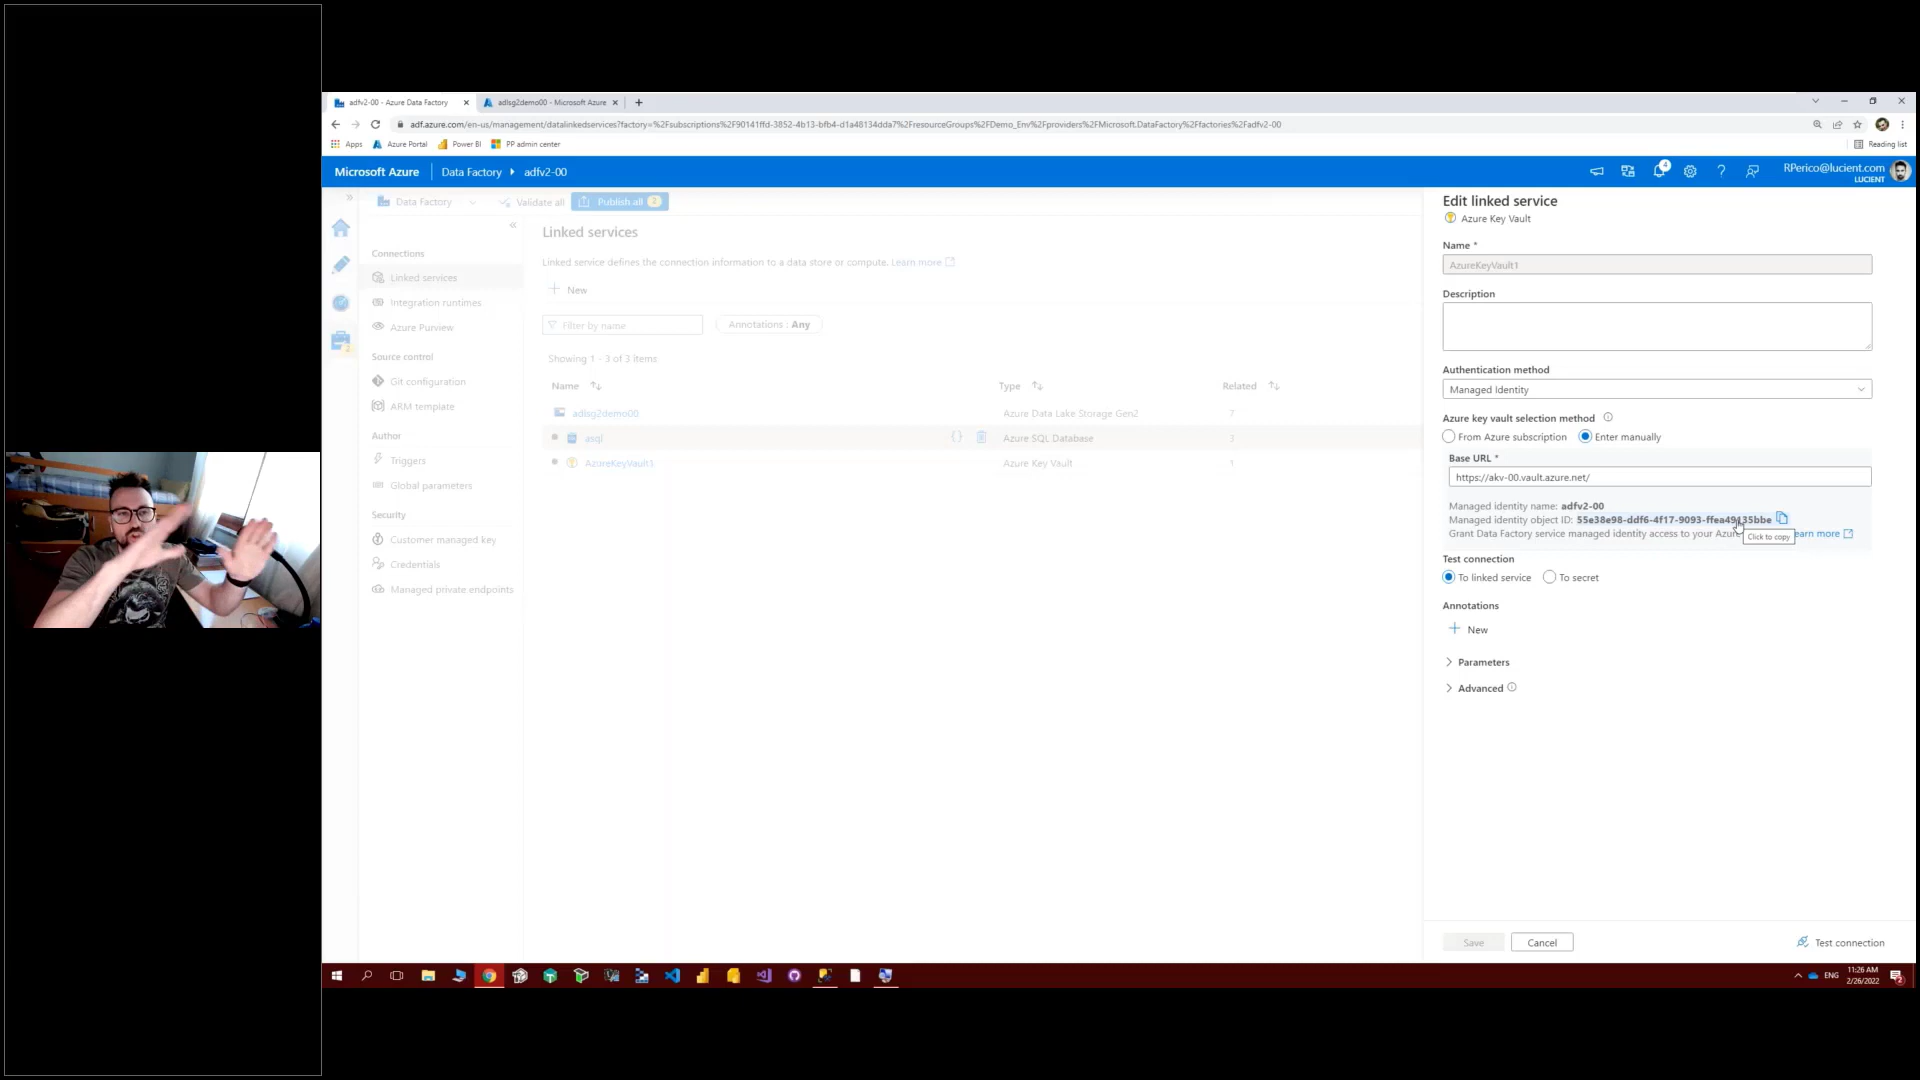 adfv2-00 - Azure Data Factory
adlsg2demo00 - Microsoft Azure
adf.azure.com/en-us/management/datalinkedservices?factory=%2Fsubscriptions%2F90141ffd-3852-4b13-bfb4-d1a48134dda7%2FresourceGroups%2FDemo_Env%2Fproviders%2FMicrosoft.DataFactory%2Ffactories%2Fadfv2-00
Apps Azure Portal Power BI PP admin center Reading list
Microsoft Azure Data Factory adfv2-00 4 RPerico@lucient.com
LUCIENT
Data Factory Validate all Publish all 2
Connections
Linked services
Integration runtimes
Azure Purview
Source control
Git configuration
ARM template
Author
Triggers
Global parameters
Security
Customer managed key
Credentials
Managed private endpoints
Linked services
Linked service defines the connection information to a data store or compute. Learn more
New
Filter by name Annotations : Any
Showing 1 - 3 of 3 items
Name Type Related
adlsg2demo00 Azure Data Lake Storage Gen2 7
asql Azure SQL Database 3
AzureKeyVault1 Azure Key Vault 1
Edit linked service
Azure Key Vault
Name *
AzureKeyVault1
Description
Authentication method
Managed Identity
Azure key vault selection method
From Azure subscription Enter manually
Base URL *
https://akv-00.vault.azure.net/
Managed identity name: adfv2-00
Managed identity object ID: 55e38e98-ddf6-4f17-9093-ffea49135bbe
Grant Data Factory service managed identity access to your Azure
Click to copy
Learn more
Test connection
To linked service To secret
Annotations
New
Parameters
Advanced
Save Cancel Test connection
ENG 11:26 AM
2/26/2022 2